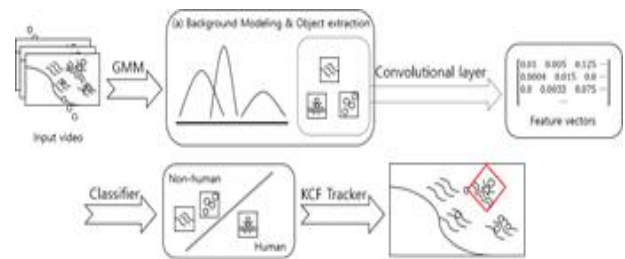 (a) Background Modeling & Object extraction
GMM
Convolutional layer
0.01 0.005 0.125 ...
0.0004 0.015 0.0 ...
0.0 0.0033 0.075 ...
...
Input video
Feature vectors
Classifier
Non-human
Human
KCF Tracker